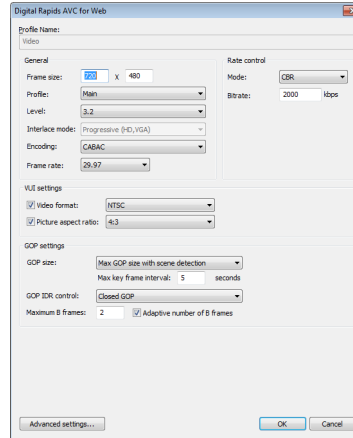 Digital Rapids AVC for Web
Profile Name:
Video
General
Frame size: 720 X 480
Profile: Main
Level: 3.2
Interlace mode: Progressive (HD,VGA)
Encoding: CABAC
Frame rate: 29.97
Rate control
Mode: CBR
Bitrate: 2000 kbps
VUI settings
Video format: NTSC
Picture aspect ratio: 4:3
GOP settings
GOP size: Max GOP size with scene detection
Max key frame interval: 5 seconds
GOP IDR control: Closed GOP
Maximum B frames: 2 Adaptive number of B frames
Advanced settings... OK Cancel